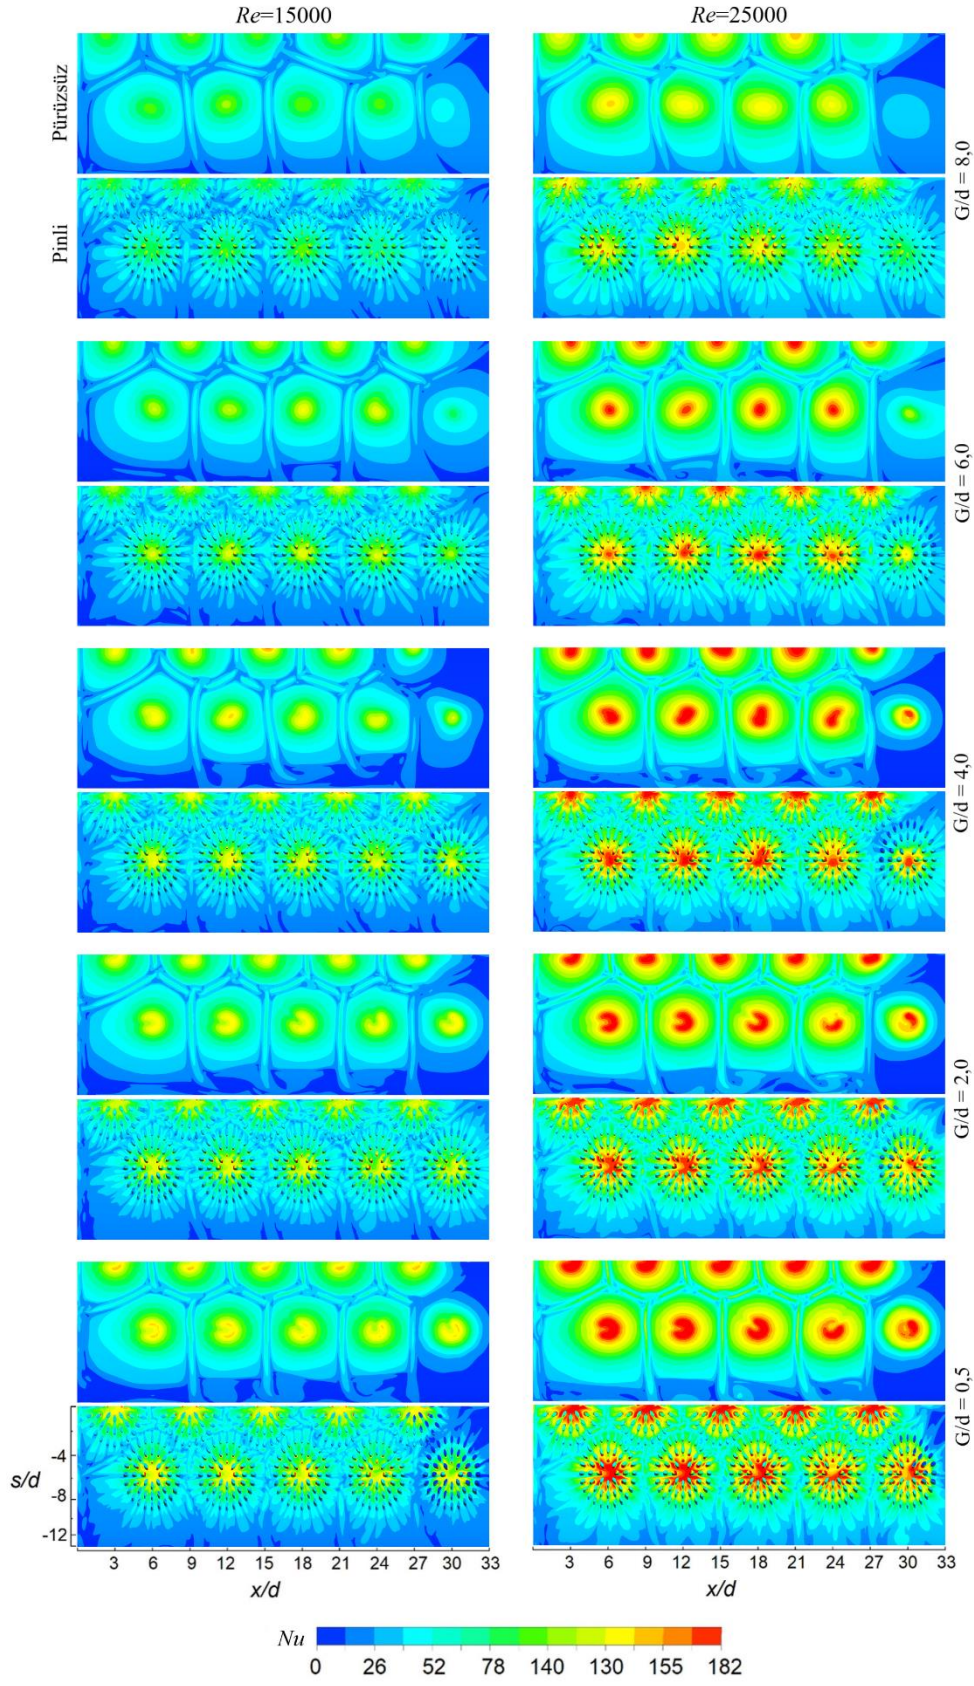 Re=15000 Re=25000
Pürüzsüz
Pinli
G/d = 8,0
G/d = 6,0
G/d = 4,0
G/d = 2,0
G/d = 0,5
s/d
-4
-8
-12
3 6 9 12 15 18 21 24 27 30 33 3 6 9 12 15 18 21 24 27 30 33
x/d x/d
Nu
0 26 52 78 140 130 155 182